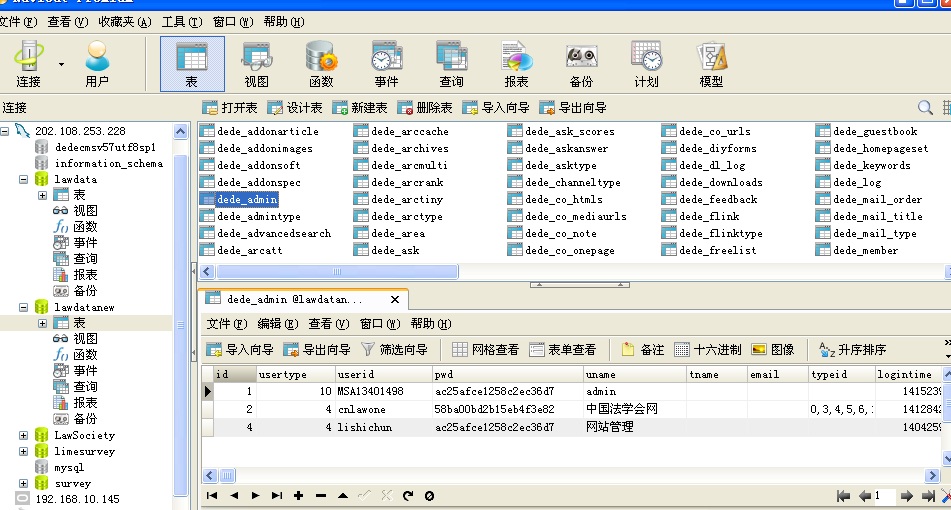 文件(F) 查看(V) 收藏夹(A) 工具(T) 窗口(W) 帮助(H)
连接 用户 表 视图 函数 事件 查询 报表 备份 计划 模型
连接
打开表 设计表 新建表 删除表 导入向导 导出向导
202.108.253.228
dedecmsv57utf8sp1
information_schema
lawdata
表
视图
函数
事件
查询
报表
备份
lawdatanew
表
视图
函数
事件
查询
报表
备份
LawSociety
limesurvey
mysql
survey
192.168.10.145
dede_addonarticle dede_arccache dede_ask_scores dede_co_urls dede_guestbook
dede_addonimages dede_archives dede_askanswer dede_diyforms dede_homepageset
dede_addonsoft dede_arcmulti dede_asktype dede_dl_log dede_keywords
dede_addonspec dede_arcrank dede_channeltype dede_downloads dede_log
dede_admin dede_arctiny dede_co_htmls dede_feedback dede_mail_order
dede_admintype dede_arctype dede_co_mediaurls dede_flink dede_mail_title
dede_advancedsearch dede_area dede_co_note dede_flinktype dede_mail_type
dede_arcatt dede_ask dede_co_onepage dede_freelist dede_member
dede_admin @lawdatan...
文件(F) 编辑(E) 查看(V) 窗口(W) 帮助(H)
导入向导 导出向导 筛选向导 网格查看 表单查看 备注 十六进制 图像 升序排序
id usertype userid pwd uname tname email typeid logintime
1 10 MSA13401498 ac25afce1258c2ec36d7 admin 1415239
2 4 cnlawone 58ba00bd2b15eb4f3e82 中国法学会网 0,3,4,5,6, 1412842
4 4 lishichun ac25afce1258c2ec36d7 网站管理 1404259
1